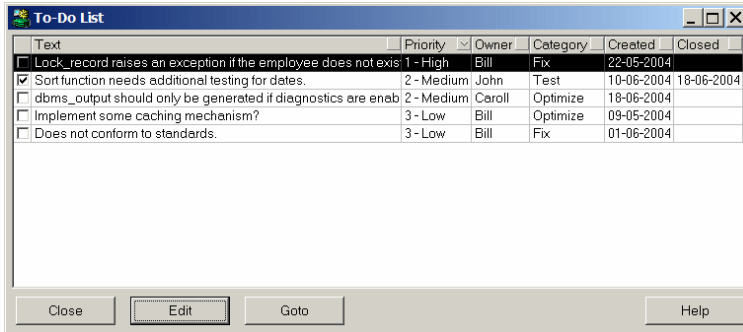 To-Do List
Text Priority Owner Category Created Closed
Lock_record raises an exception if the employee does not exis 1 - High Bill Fix 22-05-2004
Sort function needs additional testing for dates. 2 - Medium John Test 10-06-2004 18-06-2004
dbms_output should only be generated if diagnostics are enab 2 - Medium Caroll Optimize 18-06-2004
Implement some caching mechanism? 3 - Low Bill Optimize 09-05-2004
Does not conform to standards. 3 - Low Bill Fix 01-06-2004
Close Edit Goto Help